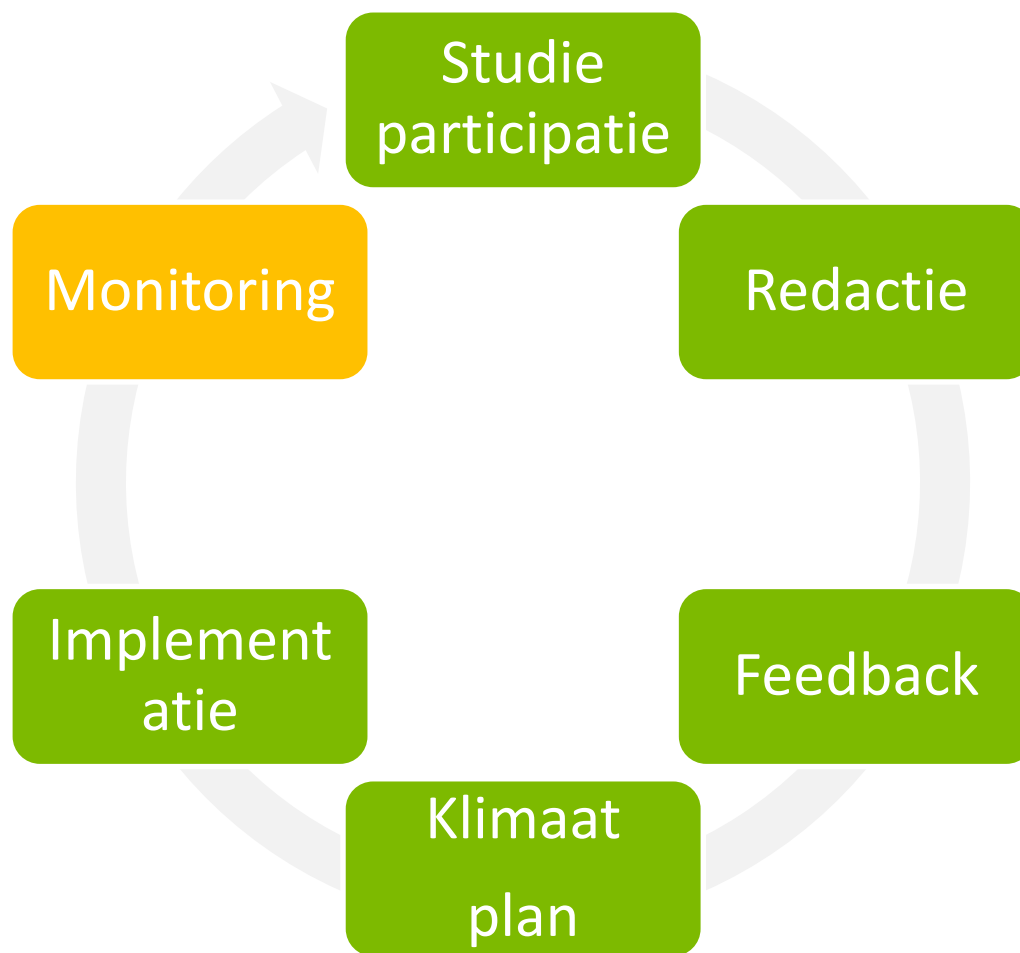 Studie
participatie
Redactie
Feedback
Klimaat
plan
Implement
atie
Monitoring